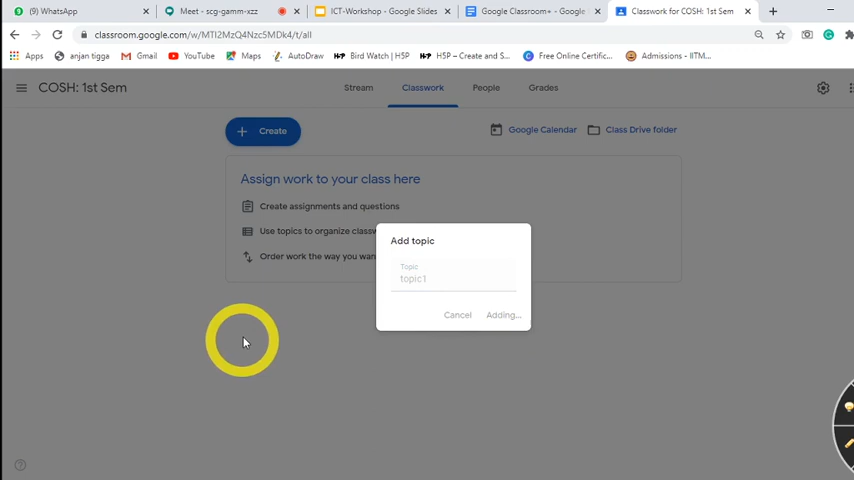 (9) WhatsApp
Meet - scg-gamm-xzz
ICT-Workshop - Google Slides
Google Classroom+ - Google
Classwork for COSH: 1st Sem
classroom.google.com/w/MTI2MzQ4Nzc5MDk4/t/all
Apps
anjan tigga
Gmail
YouTube
Maps
AutoDraw
H5P Bird Watch | H5P
H5P H5P – Create and S...
Free Online Certific...
Admissions - IITM...
COSH: 1st Sem
Stream
Classwork
People
Grades
Create
Google Calendar
Class Drive folder
Assign work to your class here
Create assignments and questions
Use topics to organize classw
Order work the way you wan
Add topic
Topic
topic1
Cancel
Adding...